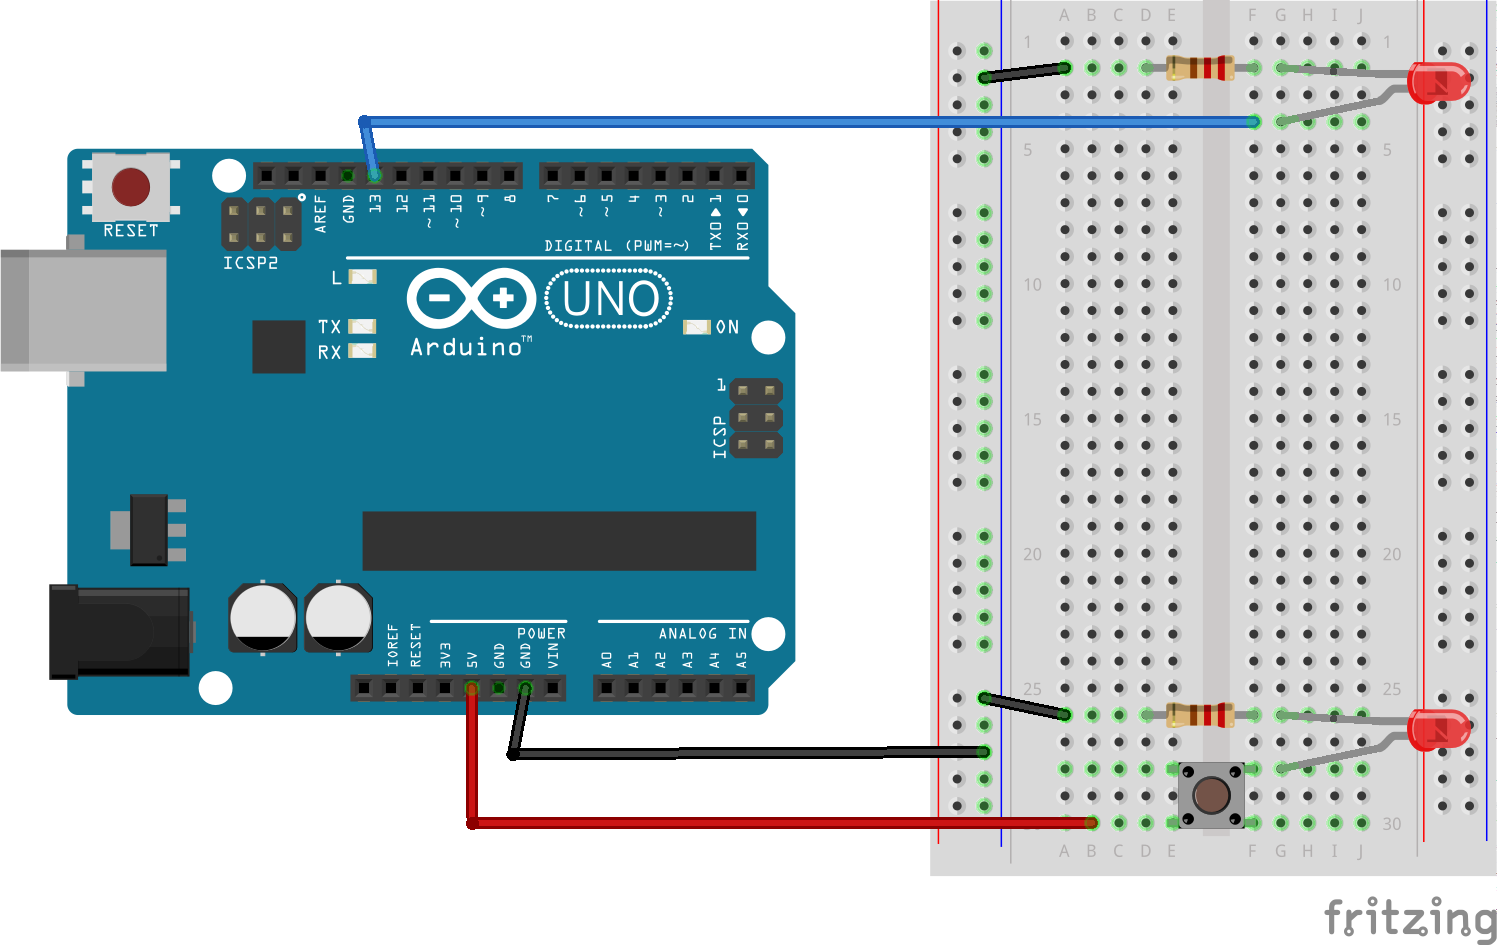 A B C D E F G H I J
1 1
5 5
10 10
15 15
20 20
25 25
30 30
A B C D E F G H I J
RESET
ICSP2
AREF
GND
13
12
~11
~10
~9
8
7
~6
~5
4
~3
2
TX0▶1
RX0◀0
DIGITAL (PWM=~)
L
TX
RX
UNO
Arduino™
ON
1
ICSP
IOREF
RESET
3V3
5V
GND
GND
VIN
POWER
ANALOG IN
A0
A1
A2
A3
A4
A5
fritzing